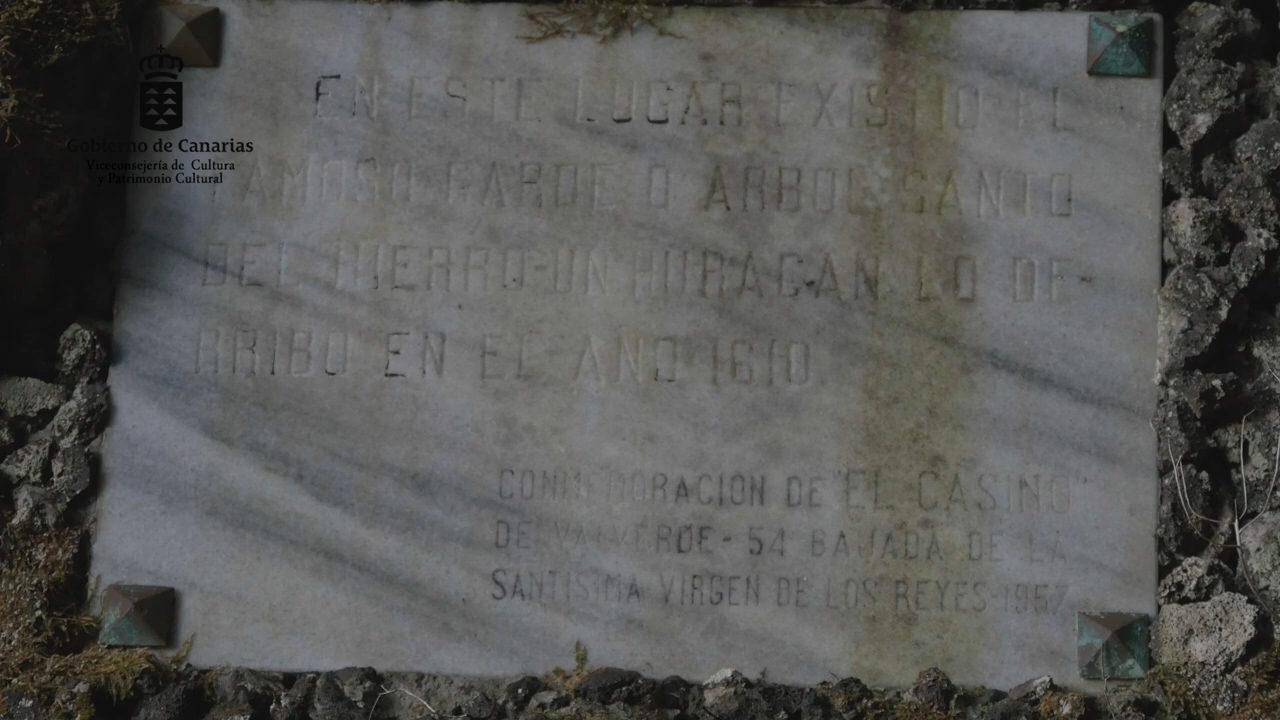 Gobierno de Canarias
Viceconsejería de Cultura
y Patrimonio Cultural
EN ESTE LUGAR EXISTIO EL
FAMOSO GAROE O ARBOL SANTO
DEL HIERRO-UN HURACAN LO DE-
RRIBO EN EL ANO 1610.
CONMEMORACION DE "EL CASINO"
DE VALVERDE-54 BAJADA DE LA
SANTISIMA VIRGEN DE LOS REYES-1957